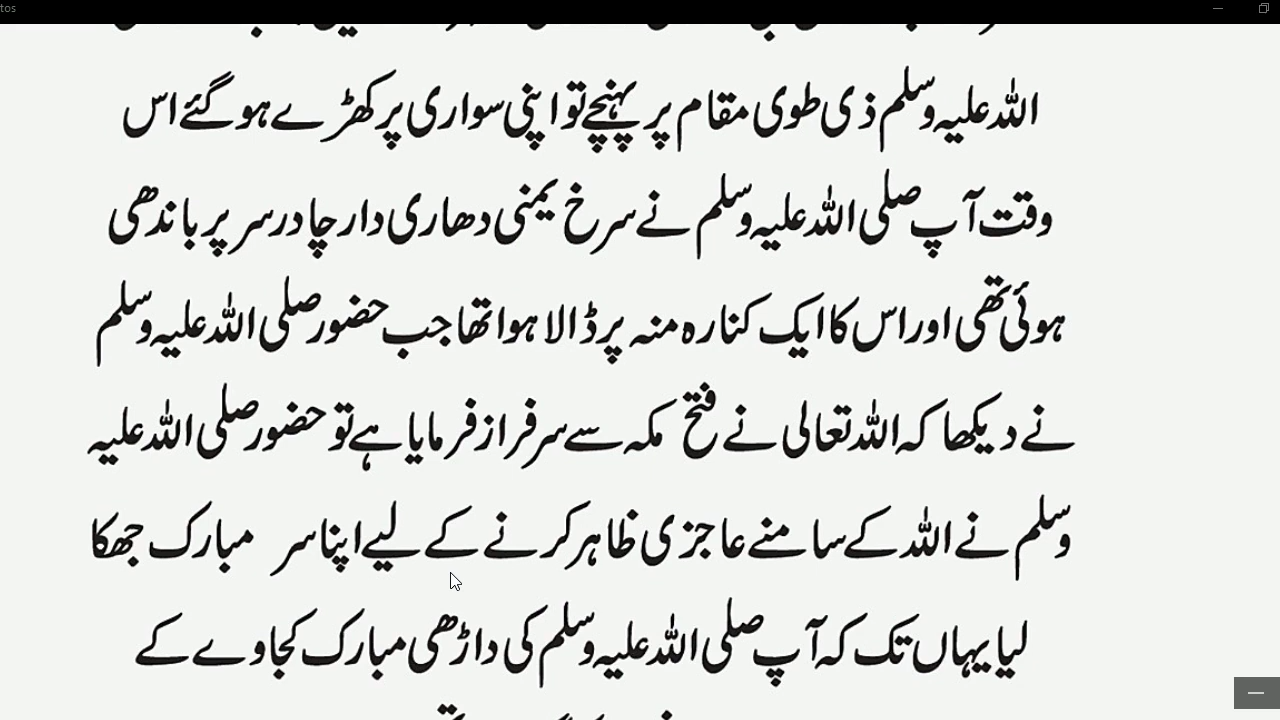 tos
اللہ علیہ وسلم ذی طوی مقام پر پہنچے تو اپنی سواری پر کھڑے ہو گئے اس
وقت آپ صلی اللہ علیہ وسلم نے سرخ یمنی دھاری دار چادر سر پر باندھی
ہوئی تھی اور اس کا ایک کنارہ منہ پر ڈالا ہوا تھا جب حضور صلی اللہ علیہ وسلم
نے دیکھا کہ اللہ تعالی نے فتح مکہ سے سرفراز فرمایا ہے تو حضور صلی اللہ علیہ
وسلم نے اللہ کے سامنے عاجزی ظاہر کرنے کے لیے اپنا سر مبارک جھکا
لیا یہاں تک کہ آپ صلی اللہ علیہ وسلم کی داڑھی مبارک کجاوے کے